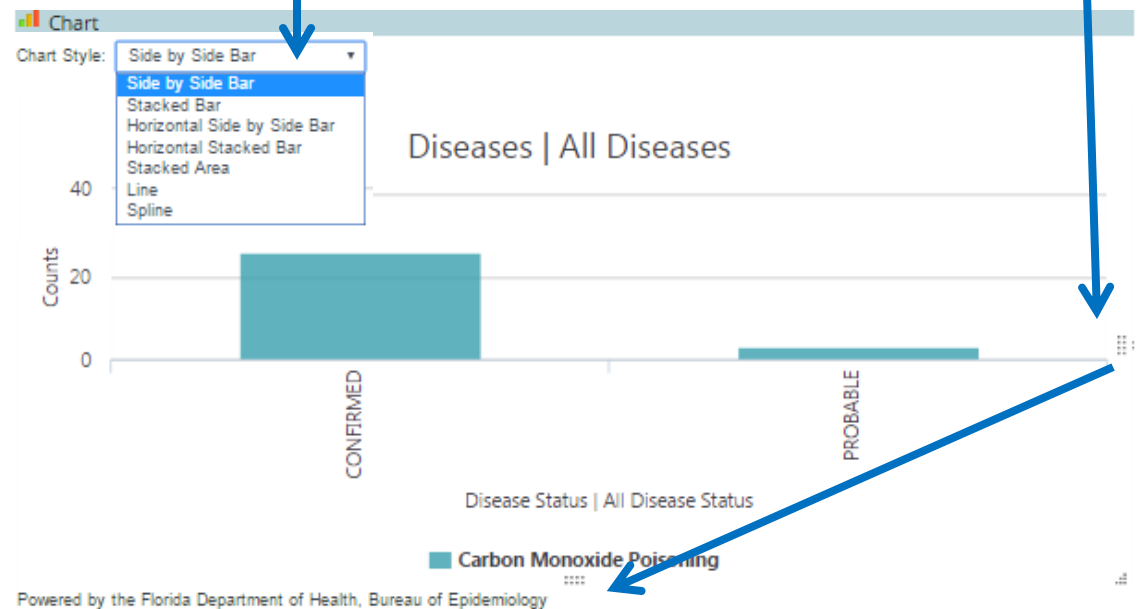 Chart
Chart Style: Side by Side Bar
Side by Side Bar
Stacked Bar
Horizontal Side by Side Bar
Horizontal Stacked Bar
Stacked Area
Line
Spline
Diseases | All Diseases
40
20
0
Counts
CONFIRMED
PROBABLE
Disease Status | All Disease Status
Carbon Monoxide Poisoning
Powered by the Florida Department of Health, Bureau of Epidemiology